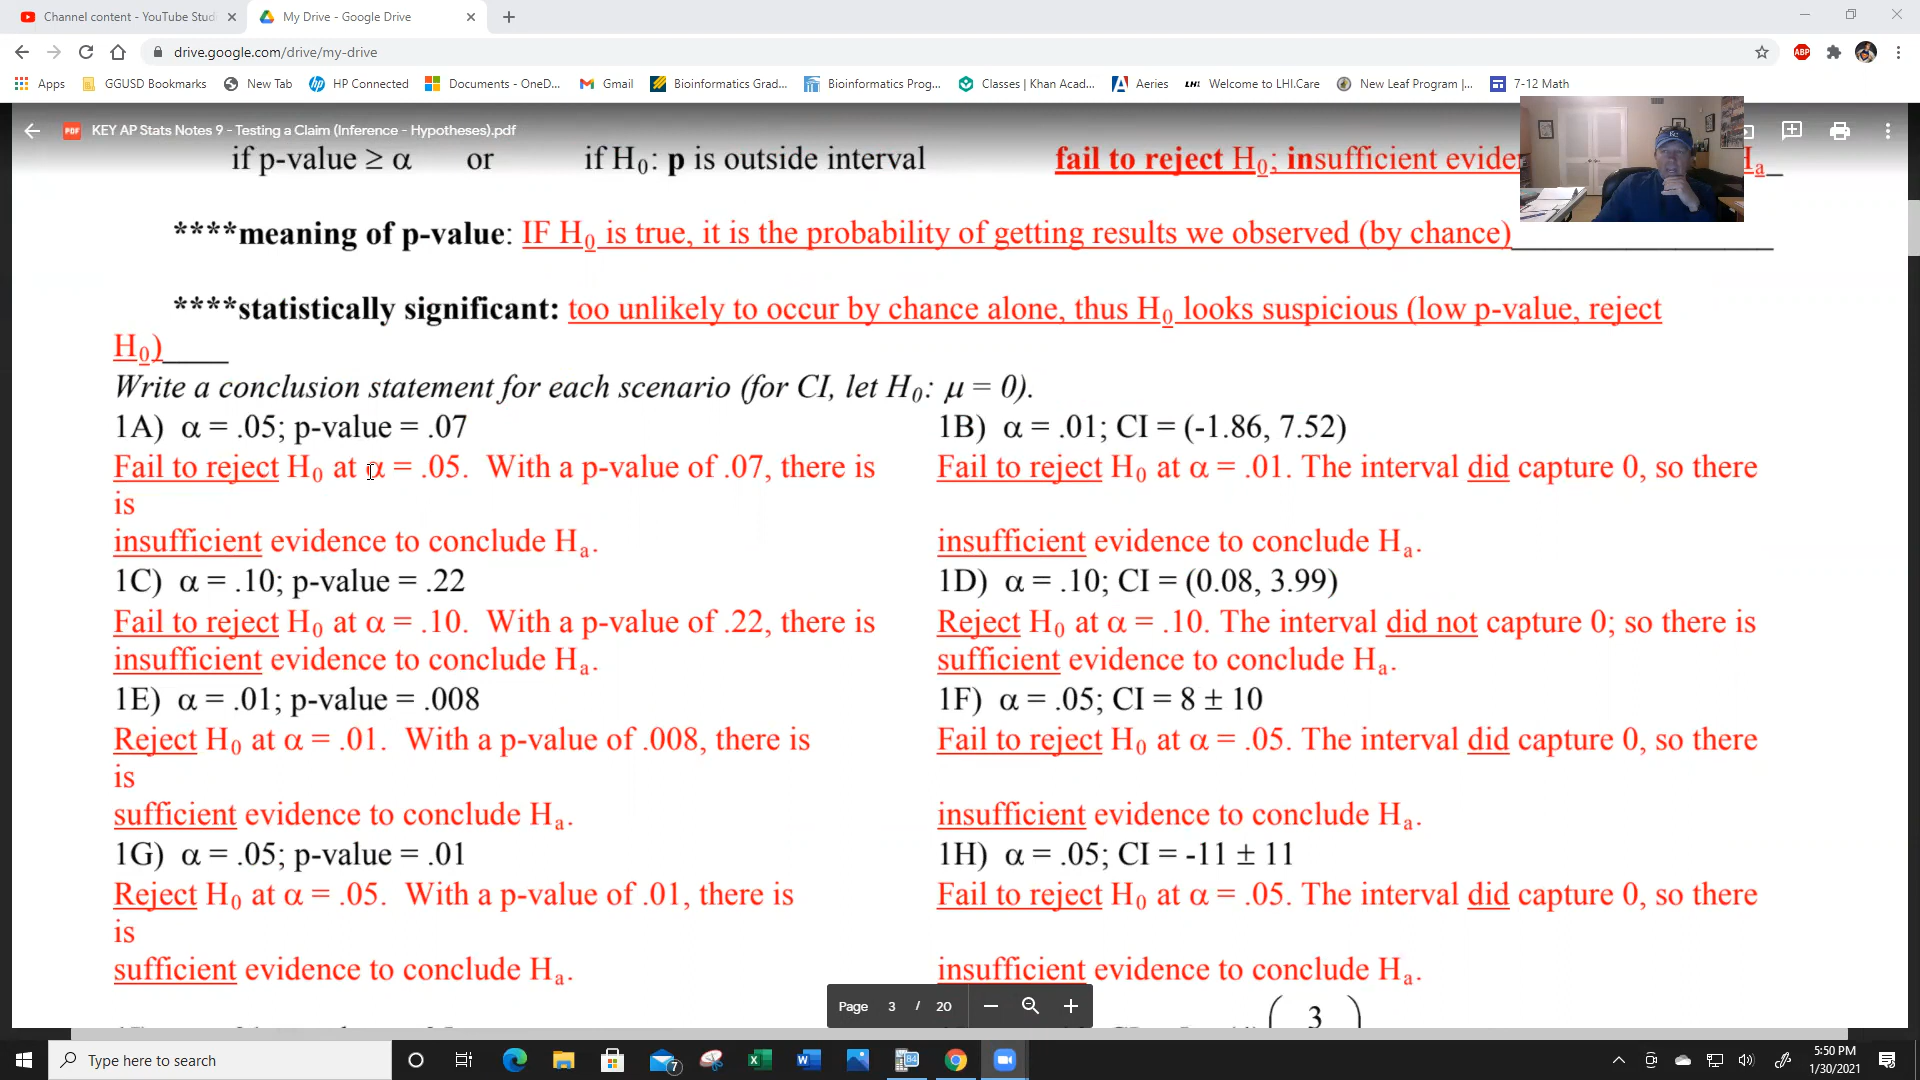 Channel content - YouTube Studi
My Drive - Google Drive
drive.google.com/drive/my-drive
ABP
Apps GGUSD Bookmarks New Tab HP Connected Documents - OneD... Gmail Bioinformatics Grad... Bioinformatics Prog... Classes | Khan Acad... Aeries LHI Welcome to LHI.Care New Leaf Program |... 7-12 Math
PDF KEY AP Stats Notes 9 - Testing a Claim (Inference - Hypotheses).pdf
if p-value ≥ α or if H₀: p is outside interval fail to reject H₀; insufficient evide
****meaning of p-value: IF H₀ is true, it is the probability of getting results we observed (by chance)
****statistically significant: too unlikely to occur by chance alone, thus H₀ looks suspicious (low p-value, reject
H₀)
Write a conclusion statement for each scenario (for CI, let H₀: μ = 0).
1A) α = .05; p-value = .07
Fail to reject H₀ at α = .05. With a p-value of .07, there is
is
insufficient evidence to conclude Hₐ.
1B) α = .01; CI = (-1.86, 7.52)
Fail to reject H₀ at α = .01. The interval did capture 0, so there
insufficient evidence to conclude Hₐ.
1C) α = .10; p-value = .22
Fail to reject H₀ at α = .10. With a p-value of .22, there is
insufficient evidence to conclude Hₐ.
1D) α = .10; CI = (0.08, 3.99)
Reject H₀ at α = .10. The interval did not capture 0; so there is
sufficient evidence to conclude Hₐ.
1E) α = .01; p-value = .008
Reject H₀ at α = .01. With a p-value of .008, there is
is
sufficient evidence to conclude Hₐ.
1F) α = .05; CI = 8 ± 10
Fail to reject H₀ at α = .05. The interval did capture 0, so there
insufficient evidence to conclude Hₐ.
1G) α = .05; p-value = .01
Reject H₀ at α = .05. With a p-value of .01, there is
is
sufficient evidence to conclude Hₐ.
1H) α = .05; CI = -11 ± 11
Fail to reject H₀ at α = .05. The interval did capture 0, so there
insufficient evidence to conclude Hₐ.
3
Page 3 / 20
Type here to search
7
84
5:50 PM
1/30/2021